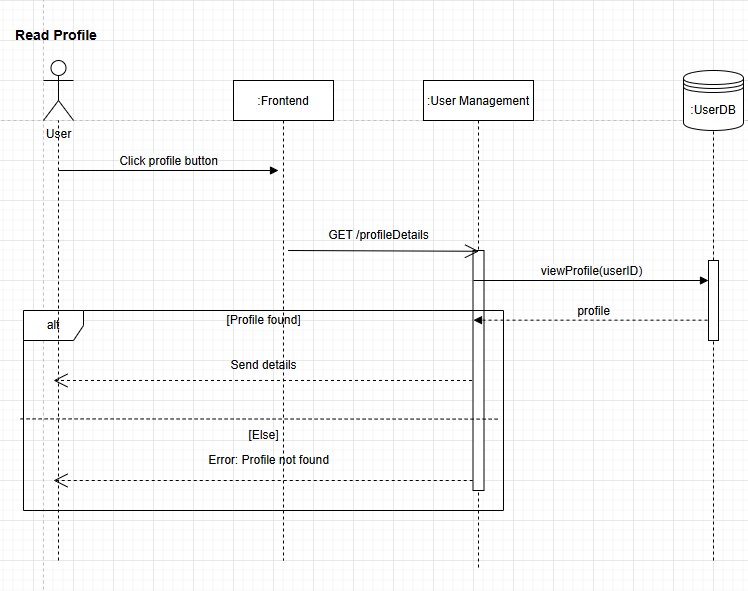 Read Profile
User
:Frontend
:User Management
:UserDB
Click profile button
GET /profileDetails
viewProfile(userID)
profile
alt
[Profile found]
Send details
[Else]
Error: Profile not found